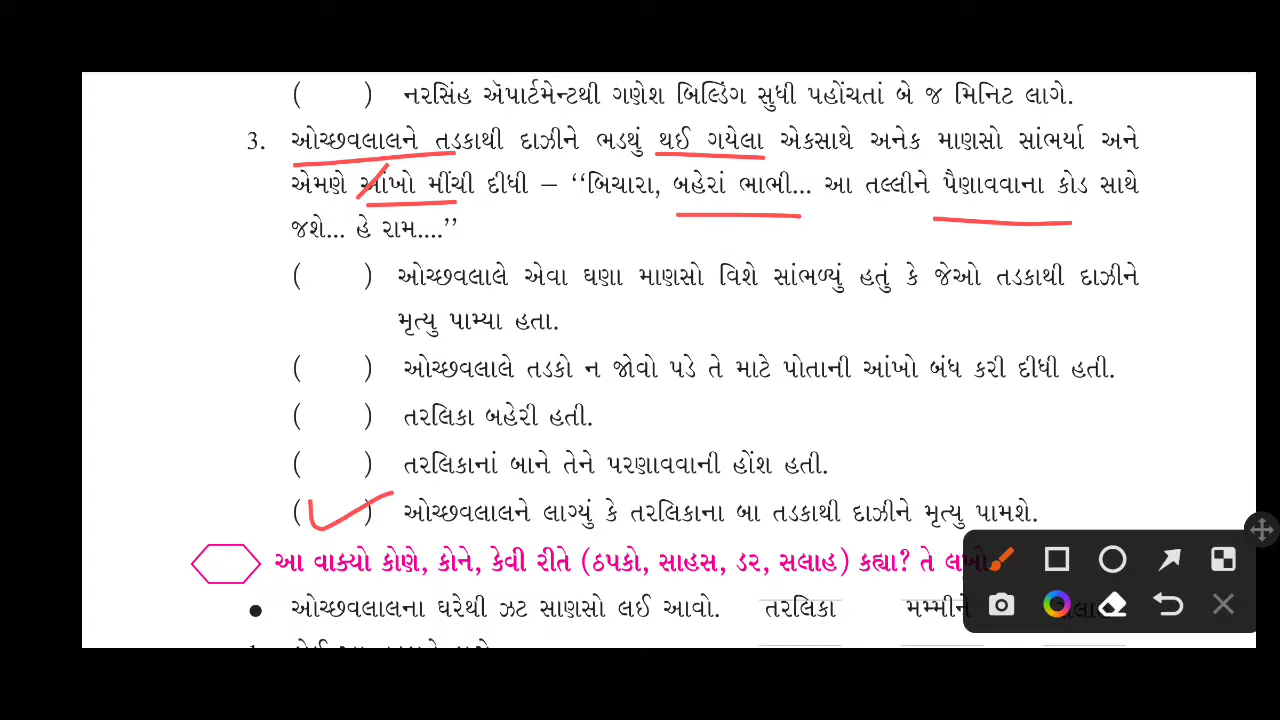 ( ) નરસિંહ ઍપાર્ટમેન્ટથી ગણેશ બિલ્ડિંગ સુધી પહોંચતાં બે જ મિનિટ લાગે.
3. ઓચ્છવલાલને તડકાથી દાઝીને ભડથું થઈ ગયેલા એકસાથે અનેક માણસો સાંભર્યા અને
એમણે આંખો મીંચી દીધી – ‘‘બિચારા, બહેરાં ભાભી... આ તલ્લીને પૈણાવવાના કોડ સાથે
જશે... હે રામ....’’
( ) ઓચ્છવલાલે એવા ઘણા માણસો વિશે સાંભળ્યું હતું કે જેઓ તડકાથી દાઝીને
મૃત્યુ પામ્યા હતા.
( ) ઓચ્છવલાલે તડકો ન જોવો પડે તે માટે પોતાની આંખો બંધ કરી દીધી હતી.
( ) તરલિકા બહેરી હતી.
( ) તરલિકાનાં બાને તેને પરણાવવાની હોંશ હતી.
( ✓ ) ઓચ્છવલાલને લાગ્યું કે તરલિકાના બા તડકાથી દાઝીને મૃત્યુ પામશે.
આ વાક્યો કોણે, કોને, કેવી રીતે (ઠપકો, સાહસ, ડર, સલાહ) કહ્યા? તે લખો.
● ઓચ્છવલાલના ઘરેથી ઝટ સાણસો લઈ આવો. તરલિકા મમ્મીને